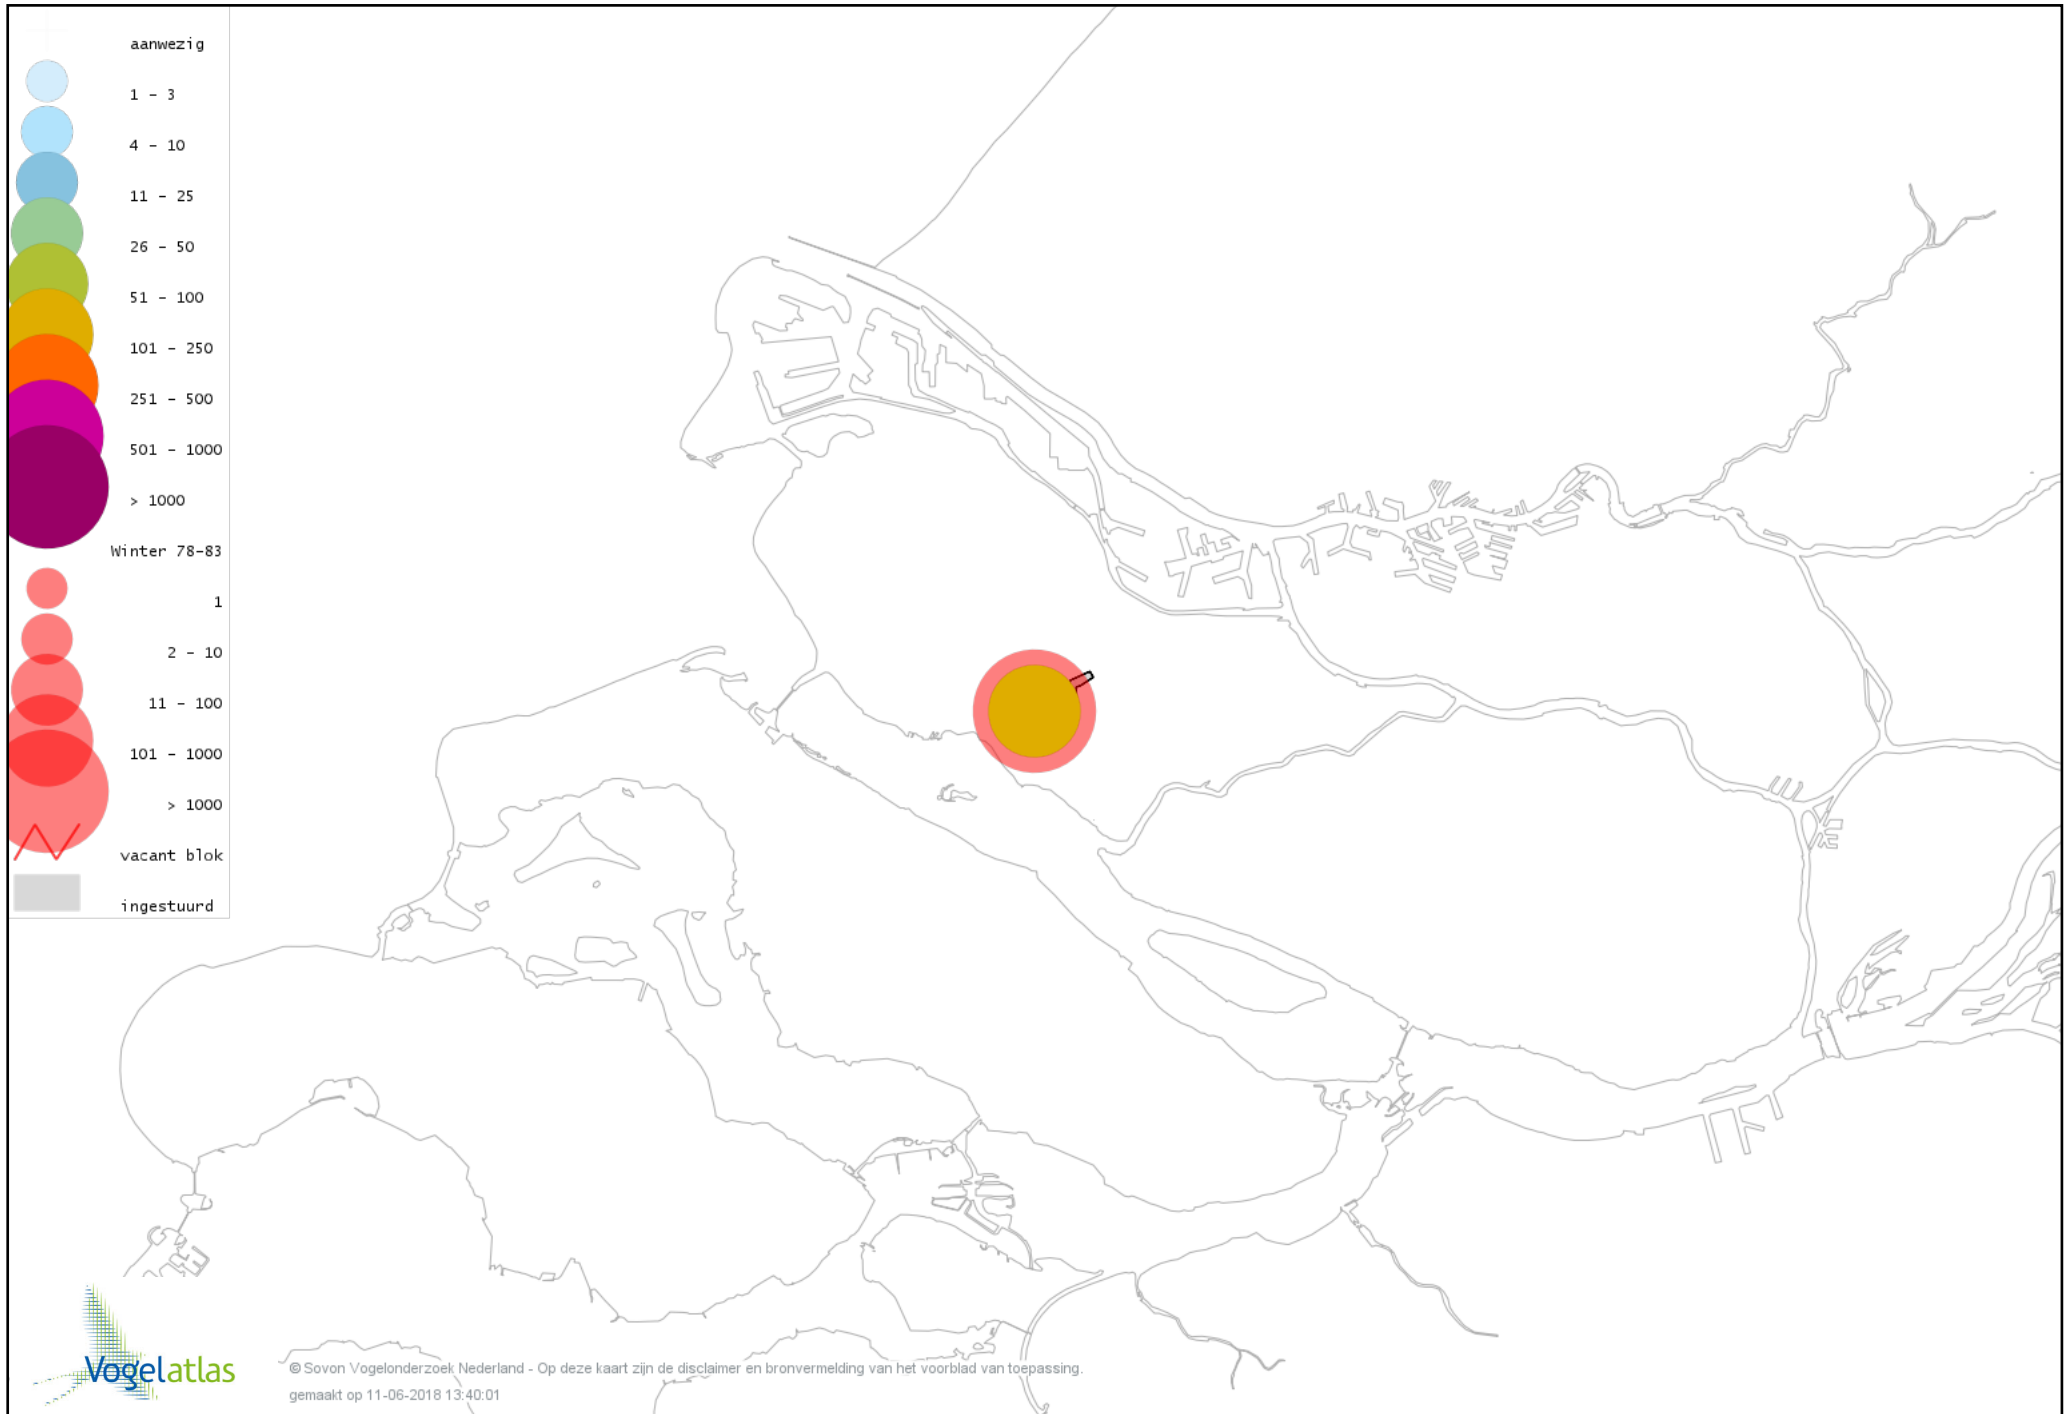 aanwezig
1 - 3
4 - 10
11 - 25
26 - 50
51 - 100
101 - 250
251 - 500
501 - 1000
> 1000
Winter 78-83
1
2 - 10
11 - 100
101 - 1000
> 1000
vacant blok
ingestuurd
Vogelatlas
© Sovon Vogelonderzoek Nederland - Op deze kaart zijn de disclaimer en bronvermelding van het voorblad van toepassing.
gemaakt op 11-06-2018 13:40:01